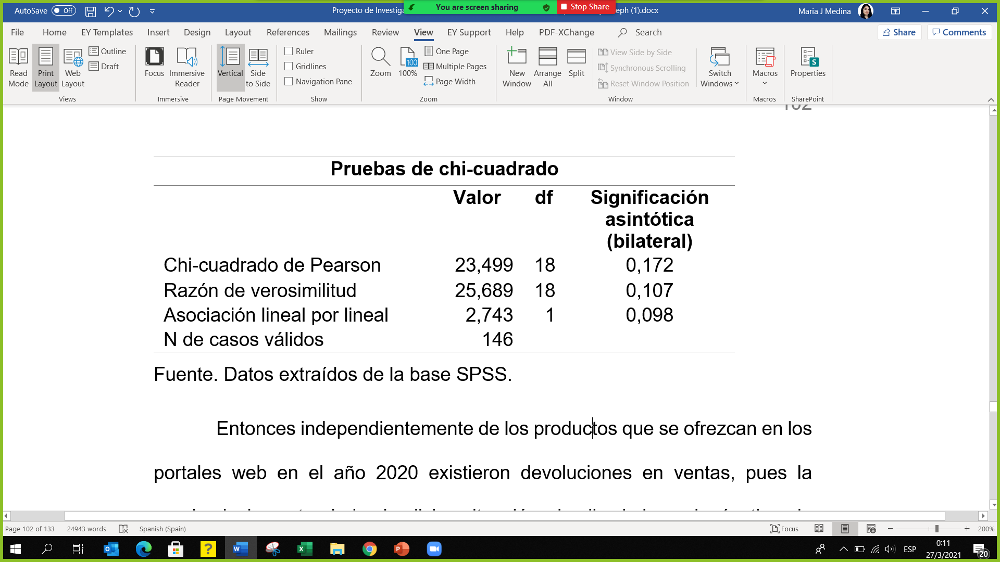 AutoSave Off
Proyecto de Investiga
You are screen sharing
Stop Share
eph (1).docx
Maria J Medina
File Home EY Templates Insert Design Layout References Mailings Review View EY Support Help PDF-XChange Search
Share Comments
Read Mode
Print Layout
Web Layout
Outline
Draft
Views
Focus
Immersive Reader
Immersive
Vertical
Side to Side
Page Movement
Ruler
Gridlines
Navigation Pane
Show
Zoom
100
100%
One Page
Multiple Pages
Page Width
Zoom
New Window
Arrange All
Split
View Side by Side
Synchronous Scrolling
Reset Window Position
Switch Windows
Window
Macros
Macros
Properties
SharePoint
102
Pruebas de chi-cuadrado
Valor df Significación
asintótica
(bilateral)
Chi-cuadrado de Pearson 23,499 18 0,172
Razón de verosimilitud 25,689 18 0,107
Asociación lineal por lineal 2,743 1 0,098
N de casos válidos 146
Fuente. Datos extraídos de la base SPSS.
Entonces independientemente de los productos que se ofrezcan en los
portales web en el año 2020 existieron devoluciones en ventas, pues la
Page 102 of 133 24943 words Spanish (Spain) Focus 200%
ESP
0:11
27/3/2021
20